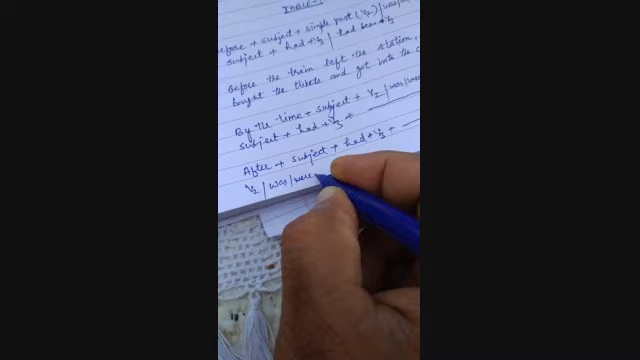 TABLE-
before + subject + simple past (V2) | was/w
subject + had + V3 | had been + V3
Before the train left the station,
bought the tickets and got into the c
By the time + subject + V2 | was/were
subject + had + V3 +
After + subject + had + V3 +
V2 | was/were